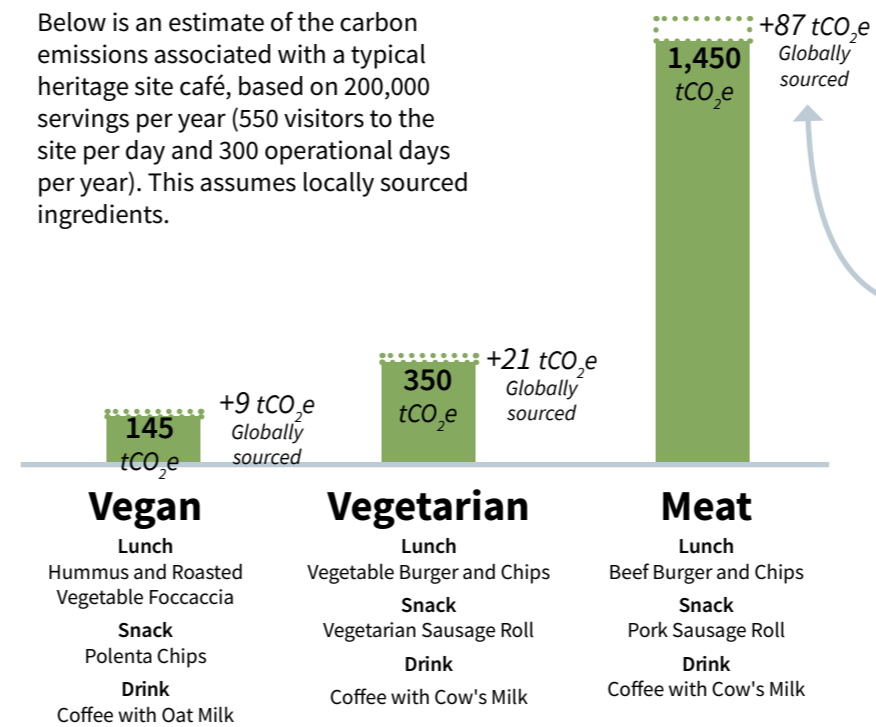 Below is an estimate of the carbon
emissions associated with a typical
heritage site café, based on 200,000
servings per year (550 visitors to the
site per day and 300 operational days
per year). This assumes locally sourced
ingredients.
+87 tCO₂e
Globally
sourced
1,450
tCO₂e
+21 tCO₂e
Globally
sourced
350
tCO₂e
+9 tCO₂e
Globally
sourced
145
tCO₂e
Vegan
Lunch
Hummus and Roasted
Vegetable Foccaccia
Snack
Polenta Chips
Drink
Coffee with Oat Milk
Vegetarian
Lunch
Vegetable Burger and Chips
Snack
Vegetarian Sausage Roll
Drink
Coffee with Cow's Milk
Meat
Lunch
Beef Burger and Chips
Snack
Pork Sausage Roll
Drink
Coffee with Cow's Milk